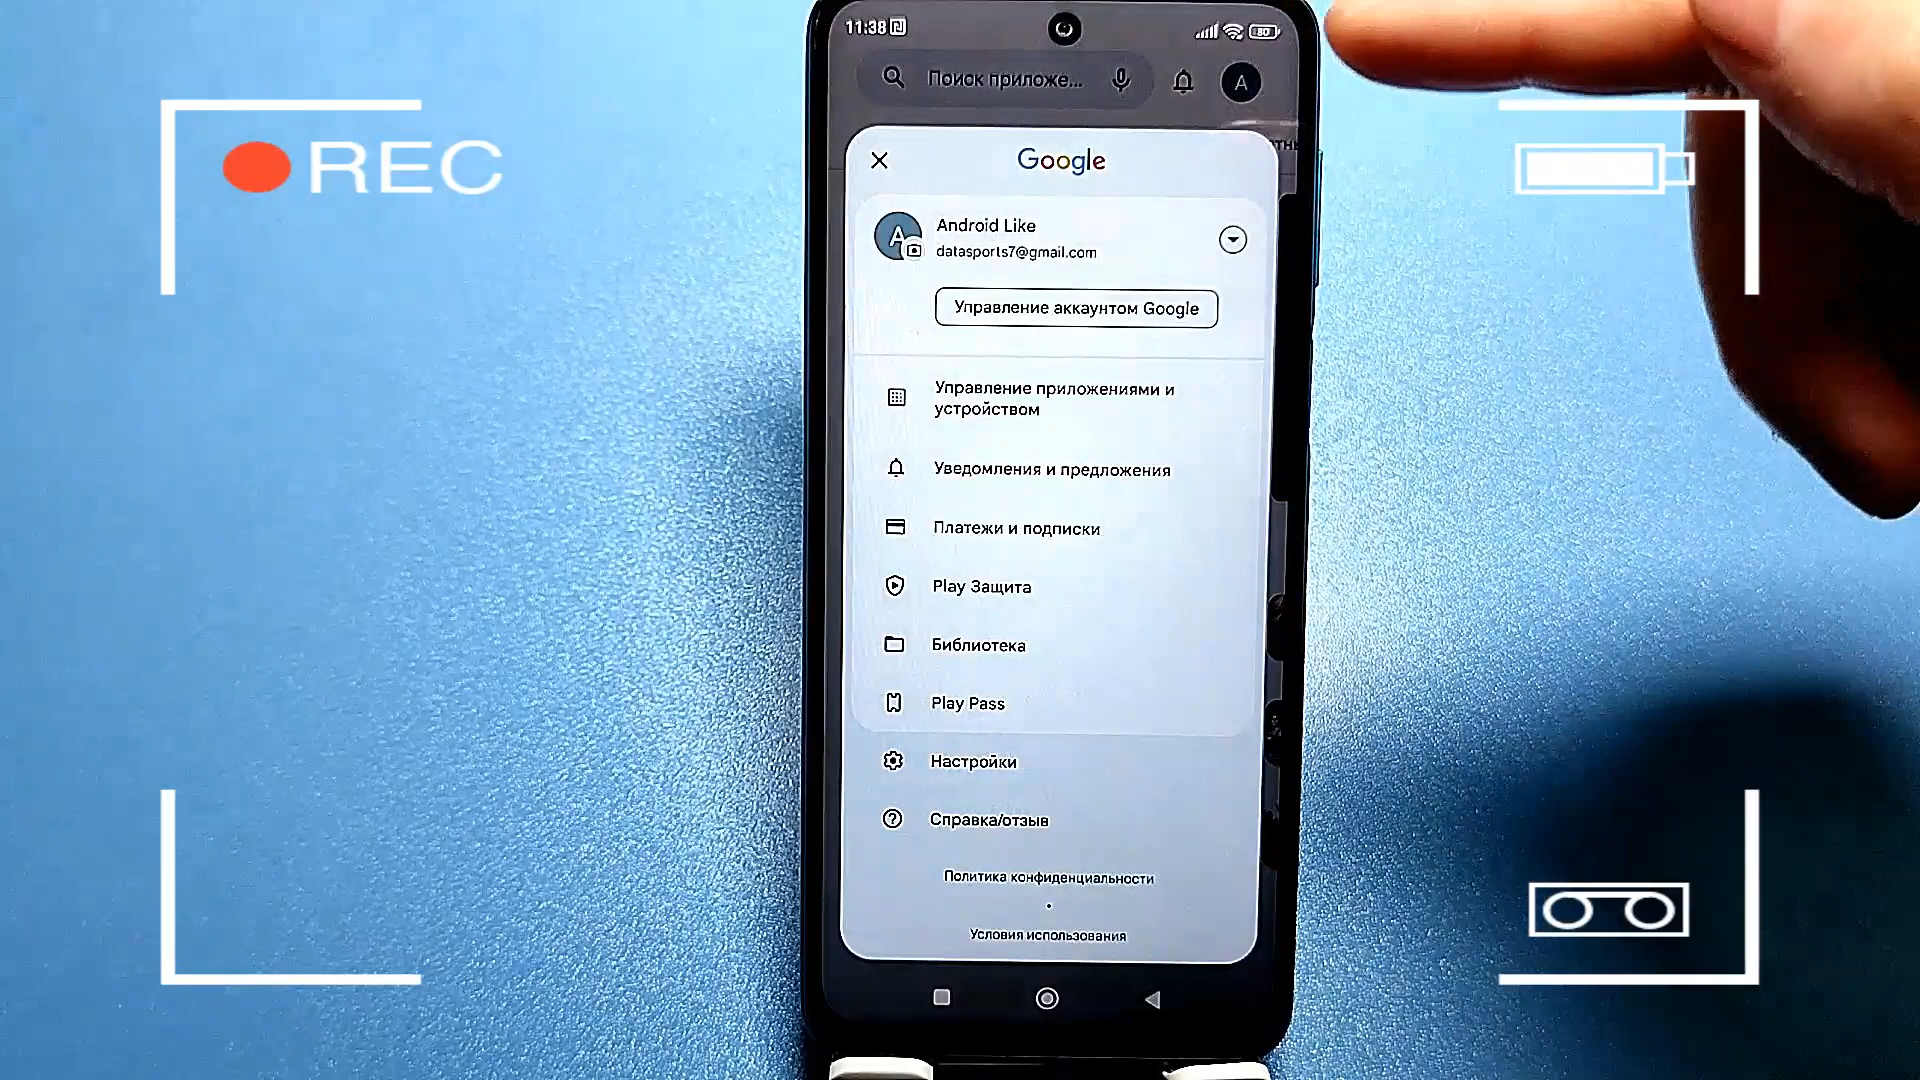 11:38
80
Поиск приложе...
A
REC
Google
A
Android Like
datasports7@gmail.com
Управление аккаунтом Google
Управление приложениями и
устройством
Уведомления и предложения
Платежи и подписки
Play Защита
Библиотека
Play Pass
Настройки
Справка/отзыв
Политика конфиденциальности
•
Условия использования